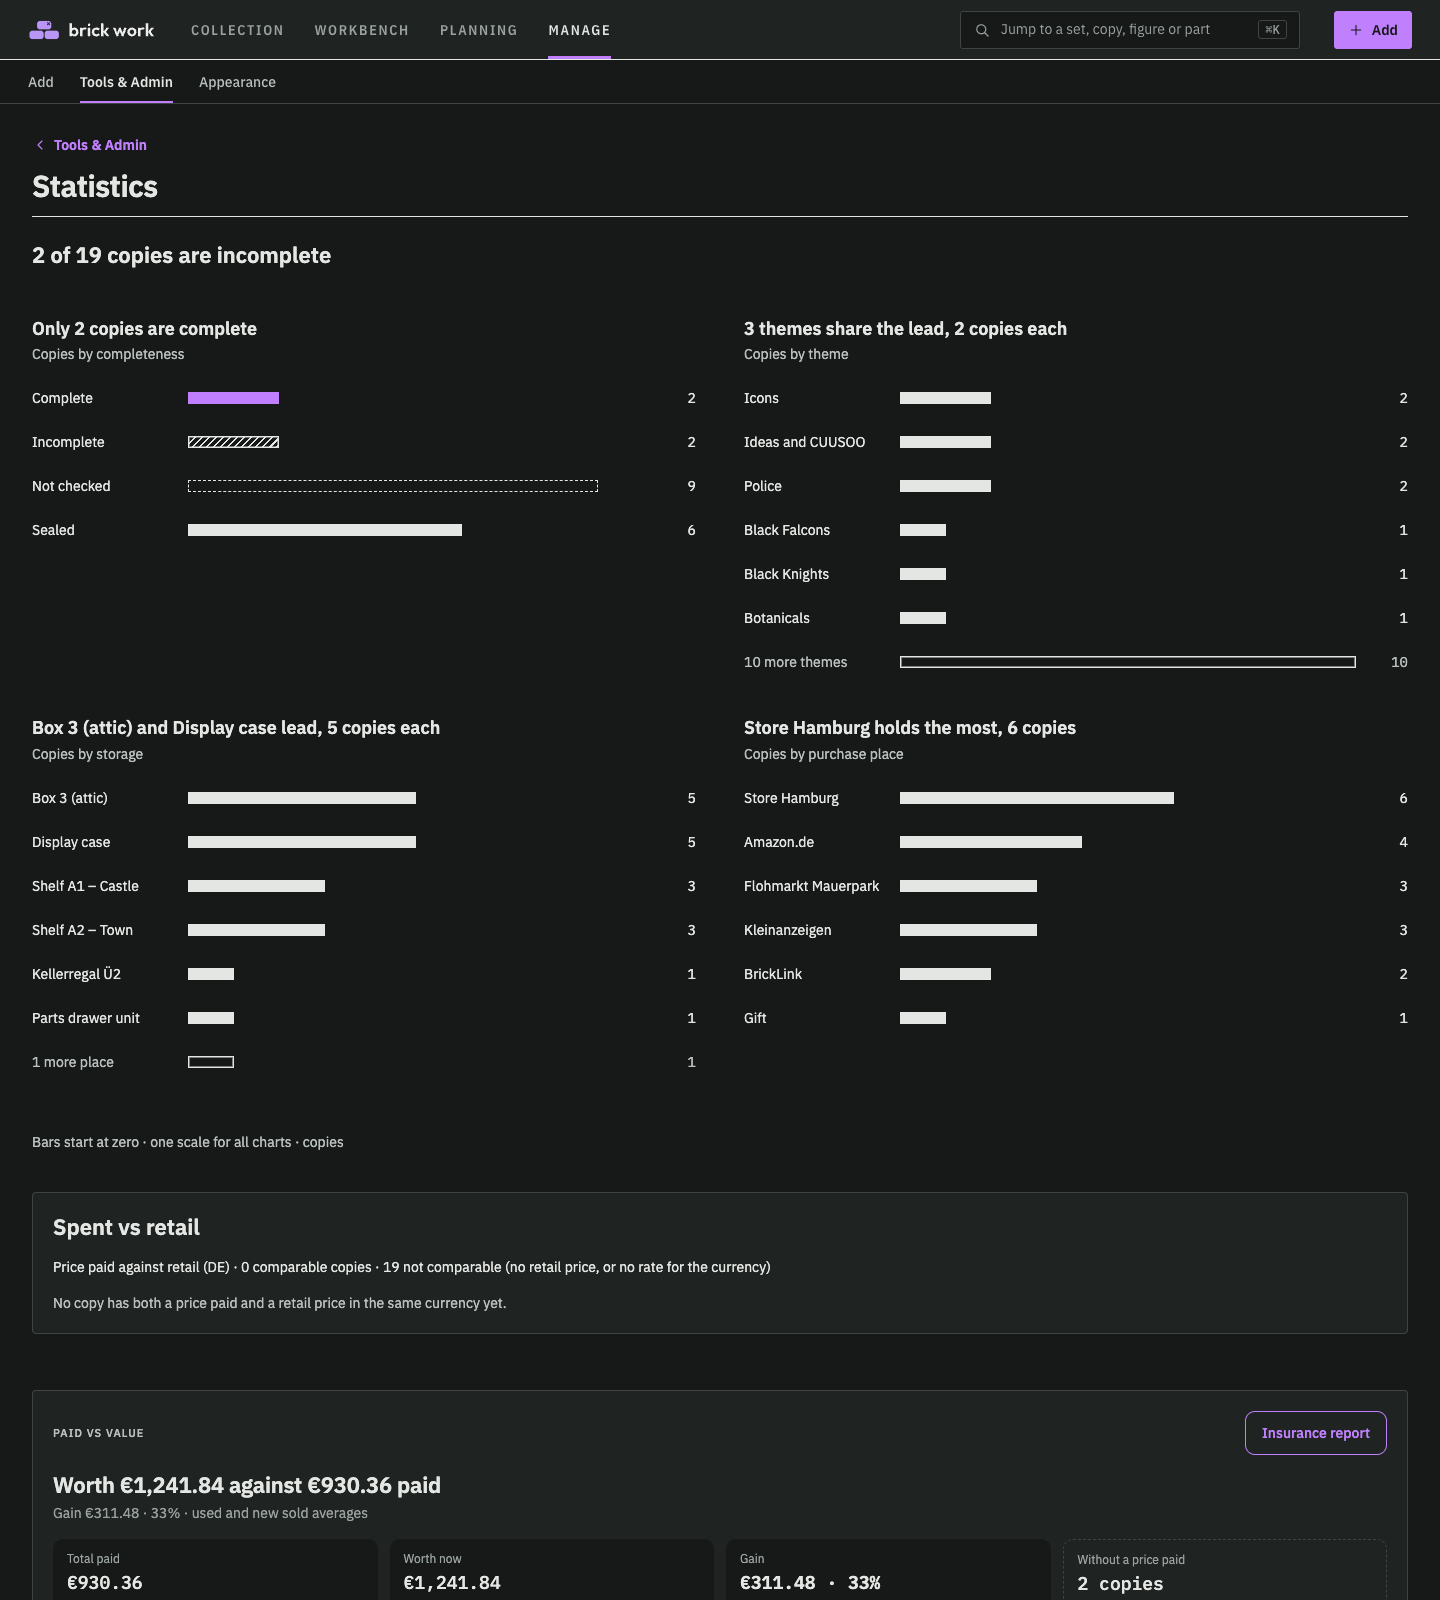 brick work
COLLECTION
WORKBENCH
PLANNING
MANAGE
Jump to a set, copy, figure or part
⌘K
+ Add
Add
Tools & Admin
Appearance
Tools & Admin
Statistics
2 of 19 copies are incomplete
Only 2 copies are complete
Copies by completeness
Complete 2
Incomplete 2
Not checked 9
Sealed 6
3 themes share the lead, 2 copies each
Copies by theme
Icons 2
Ideas and CUUSOO 2
Police 2
Black Falcons 1
Black Knights 1
Botanicals 1
10 more themes 10
Box 3 (attic) and Display case lead, 5 copies each
Copies by storage
Box 3 (attic) 5
Display case 5
Shelf A1 – Castle 3
Shelf A2 – Town 3
Kellerregal Ü2 1
Parts drawer unit 1
1 more place 1
Store Hamburg holds the most, 6 copies
Copies by purchase place
Store Hamburg 6
Amazon.de 4
Flohmarkt Mauerpark 3
Kleinanzeigen 3
BrickLink 2
Gift 1
Bars start at zero · one scale for all charts · copies
Spent vs retail
Price paid against retail (DE) · 0 comparable copies · 19 not comparable (no retail price, or no rate for the currency)
No copy has both a price paid and a retail price in the same currency yet.
PAID VS VALUE
Insurance report
Worth €1,241.84 against €930.36 paid
Gain €311.48 · 33% · used and new sold averages
Total paid
€930.36
Worth now
€1,241.84
Gain
€311.48 · 33%
Without a price paid
2 copies